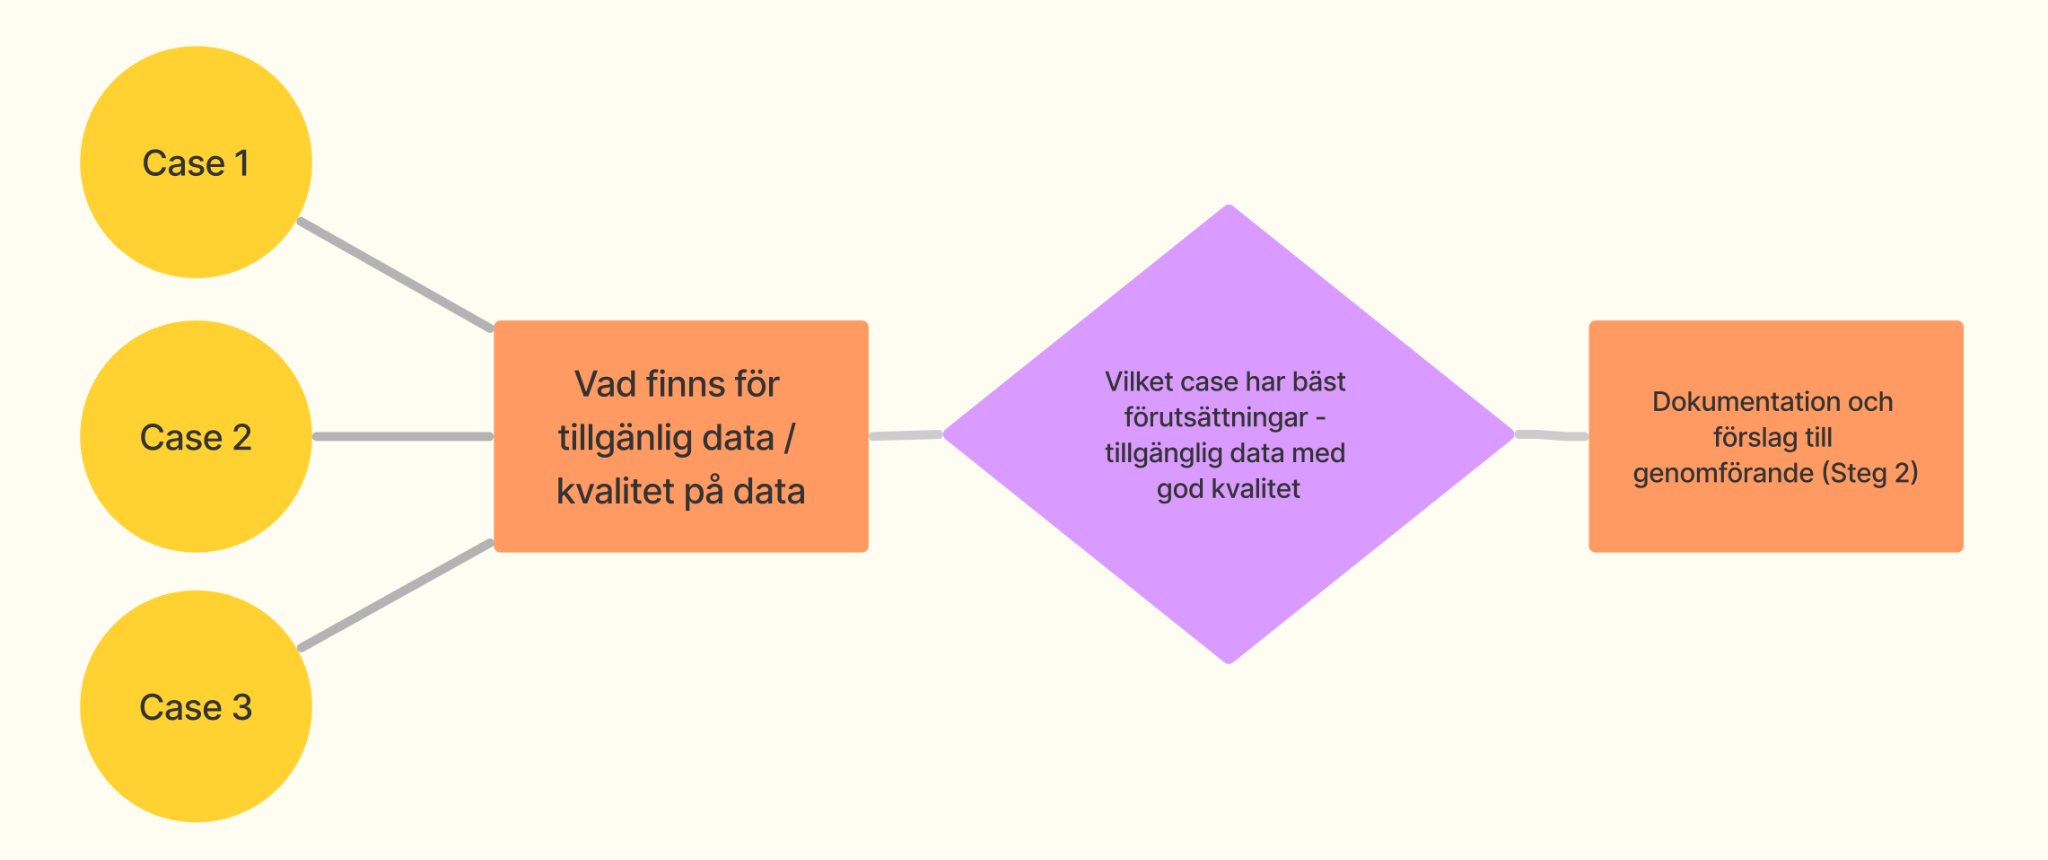 Case 1
Case 2
Case 3
Vad finns för
tillgänlig data /
kvalitet på data
Vilket case har bäst
förutsättningar -
tillgänglig data med
god kvalitet
Dokumentation och
förslag till
genomförande (Steg 2)